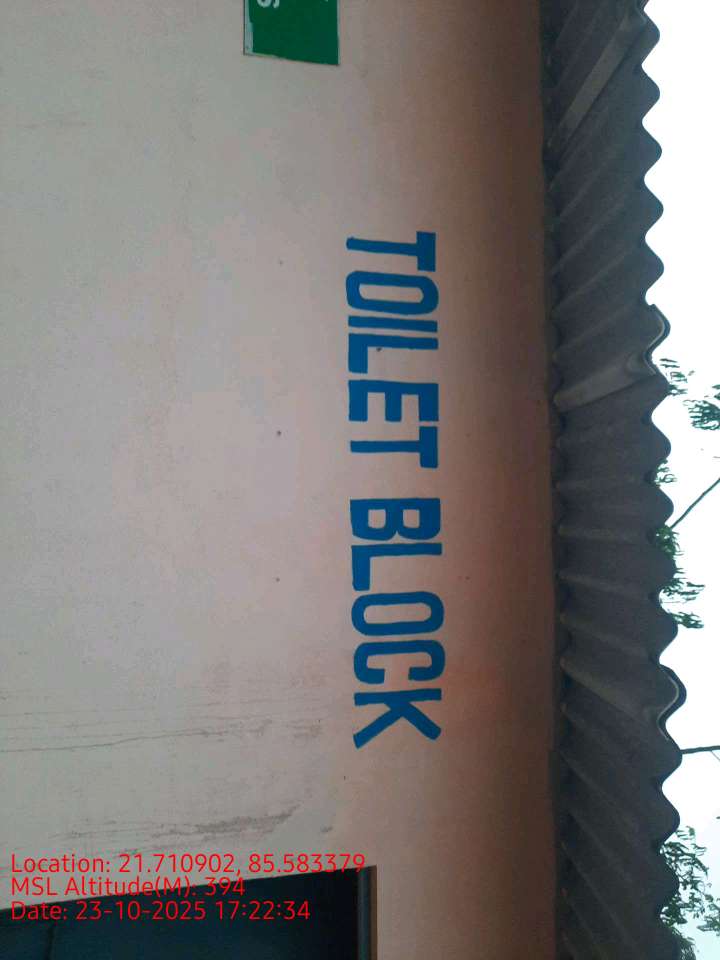 TOILET BLOCK
Location: 21.710902, 85.583379
MSL Altitude(M): 394
Date: 23-10-2025 17:22:34